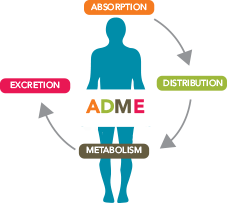 ABSORPTION
DISTRIBUTION
EXCRETION
ADME
METABOLISM